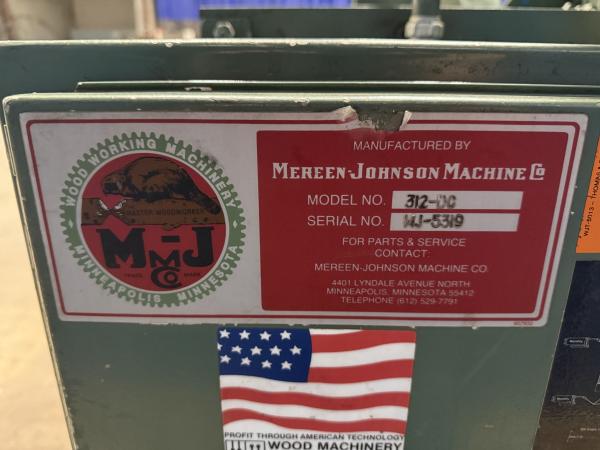 WOOD WORKING MACHINERY
MASTER WOODWORKER
M-M-J
CO
TRADE MARK
MINNEAPOLIS MINNESOTA
MANUFACTURED BY
MEREEN-JOHNSON MACHINE CO
MODEL NO. 312-DC
SERIAL NO. MJ-5319
FOR PARTS & SERVICE
CONTACT:
MEREEN-JOHNSON MACHINE CO.
4401 LYNDALE AVENUE NORTH
MINNEAPOLIS, MINNESOTA 55412
TELEPHONE (612) 529-7791
PROFIT THROUGH AMERICAN TECHNOLOGY
WOOD MACHINERY